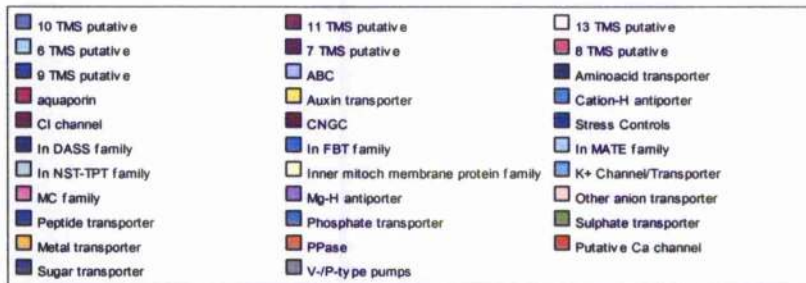 10 TMS putative 11 TMS putative 13 TMS putative
6 TMS putative 7 TMS putative 8 TMS putative
9 TMS putative ABC Aminoacid transporter
aquaporin Auxin transporter Cation-H antiporter
Cl channel CNGC Stress Controls
In DASS family In FBT family In MATE family
In NST-TPT family Inner mitoch membrane protein family K+ Channel/Transporter
MC family Mg-H antiporter Other anion transporter
Peptide transporter Phosphate transporter Sulphate transporter
Metal transporter PPase Putative Ca channel
Sugar transporter V-/P-type pumps